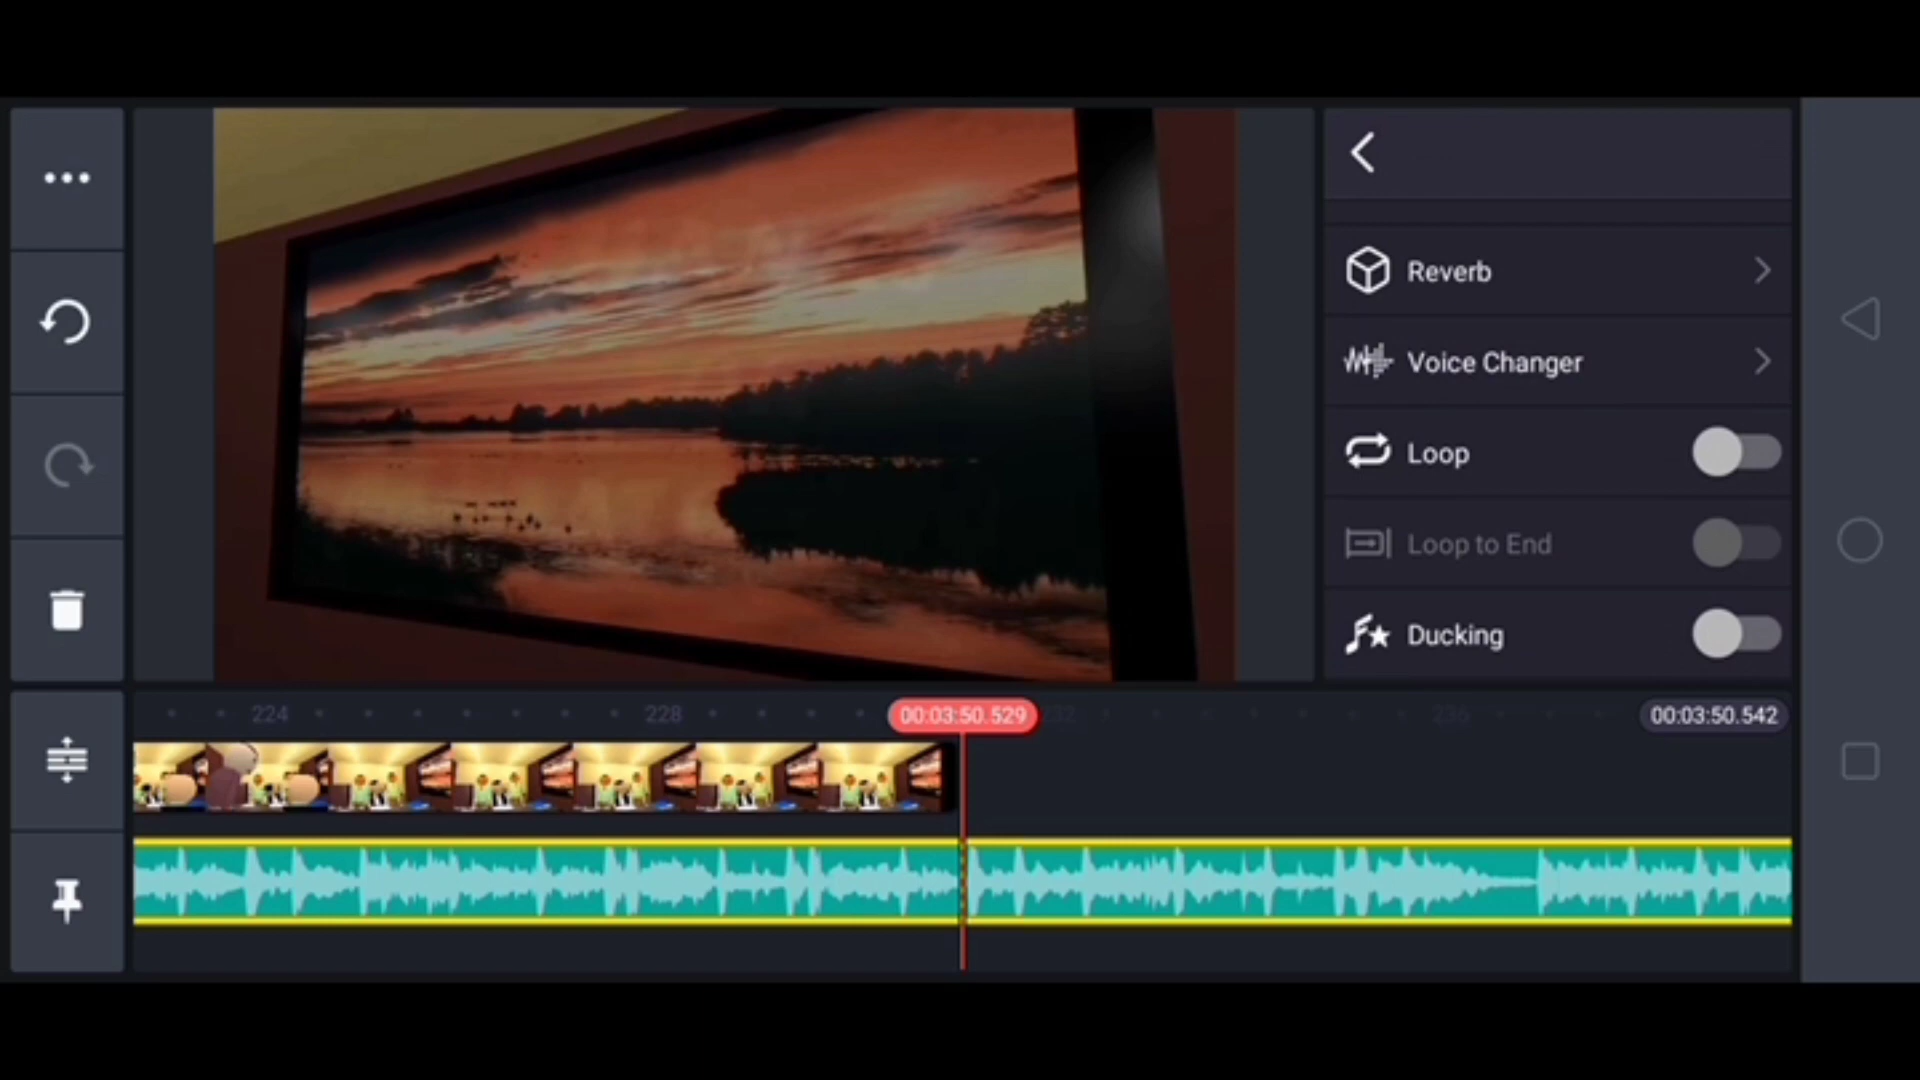 Reverb
Voice Changer
Loop
Loop to End
Ducking
224
228
00:03:50.529
232
236
00:03:50.542